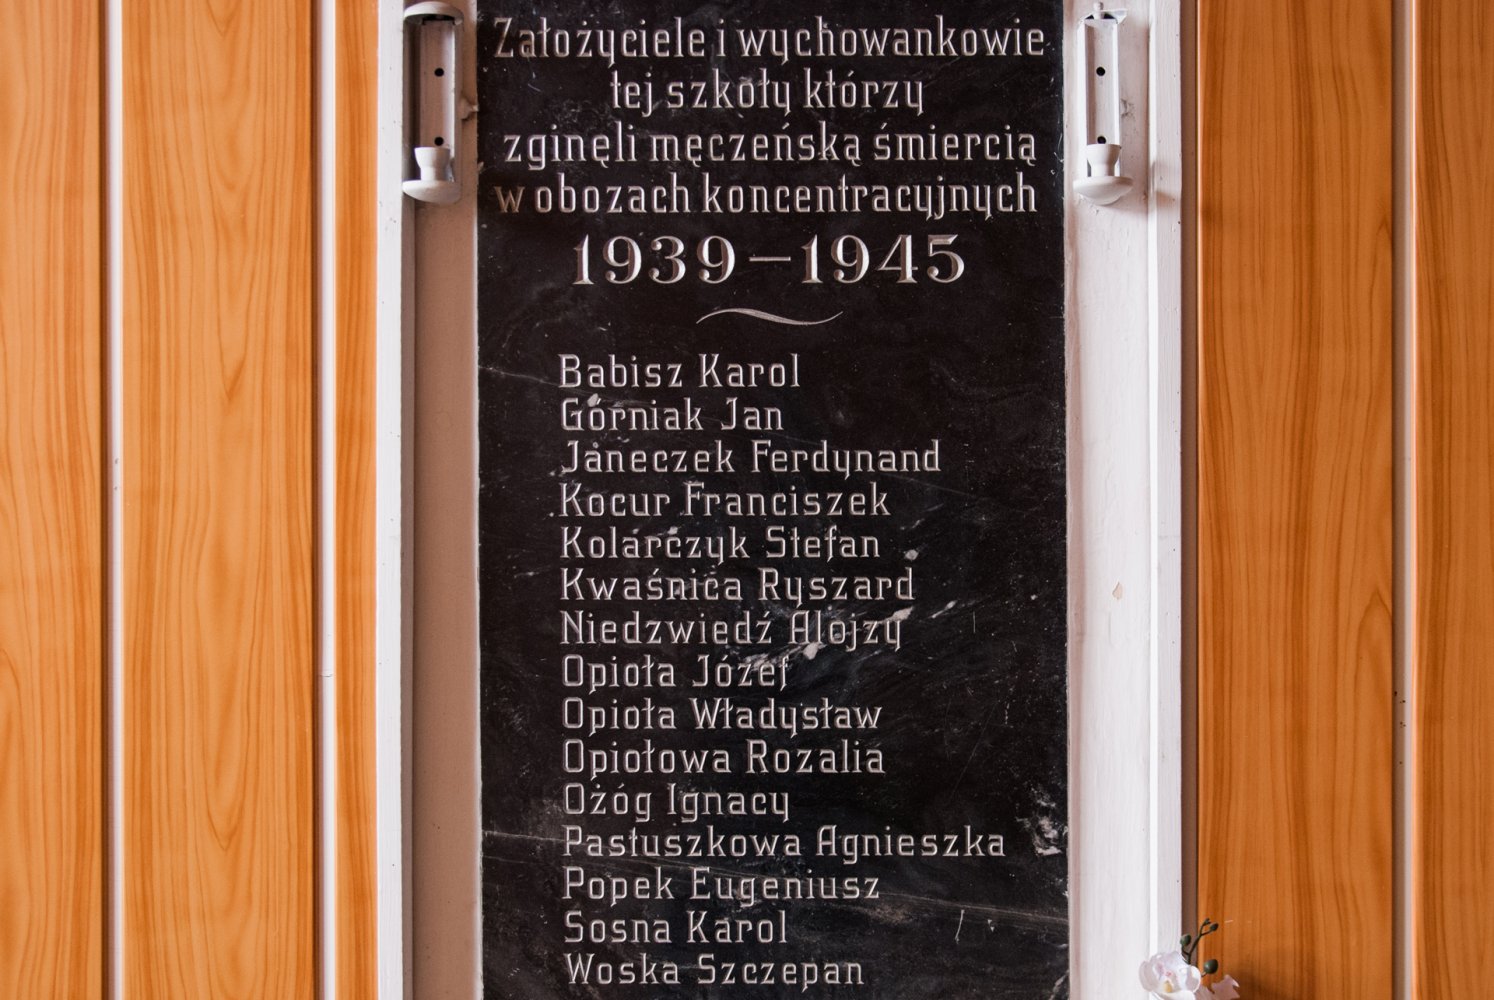 Założyciele i wychowankowie
tej szkoły którzy
zginęli męczeńską śmiercią
w obozach koncentracyjnych
1939–1945
Babisz Karol
Górniak Jan
Janeczek Ferdynand
Kocur Franciszek
Kolarczyk Stefan
Kwaśnica Ryszard
Niedzwiedź Alojzy
Opioła Józef
Opioła Władysław
Opiołowa Rozalia
Ożóg Ignacy
Pastuszkowa Agnieszka
Popek Eugeniusz
Sosna Karol
Woska Szczepan